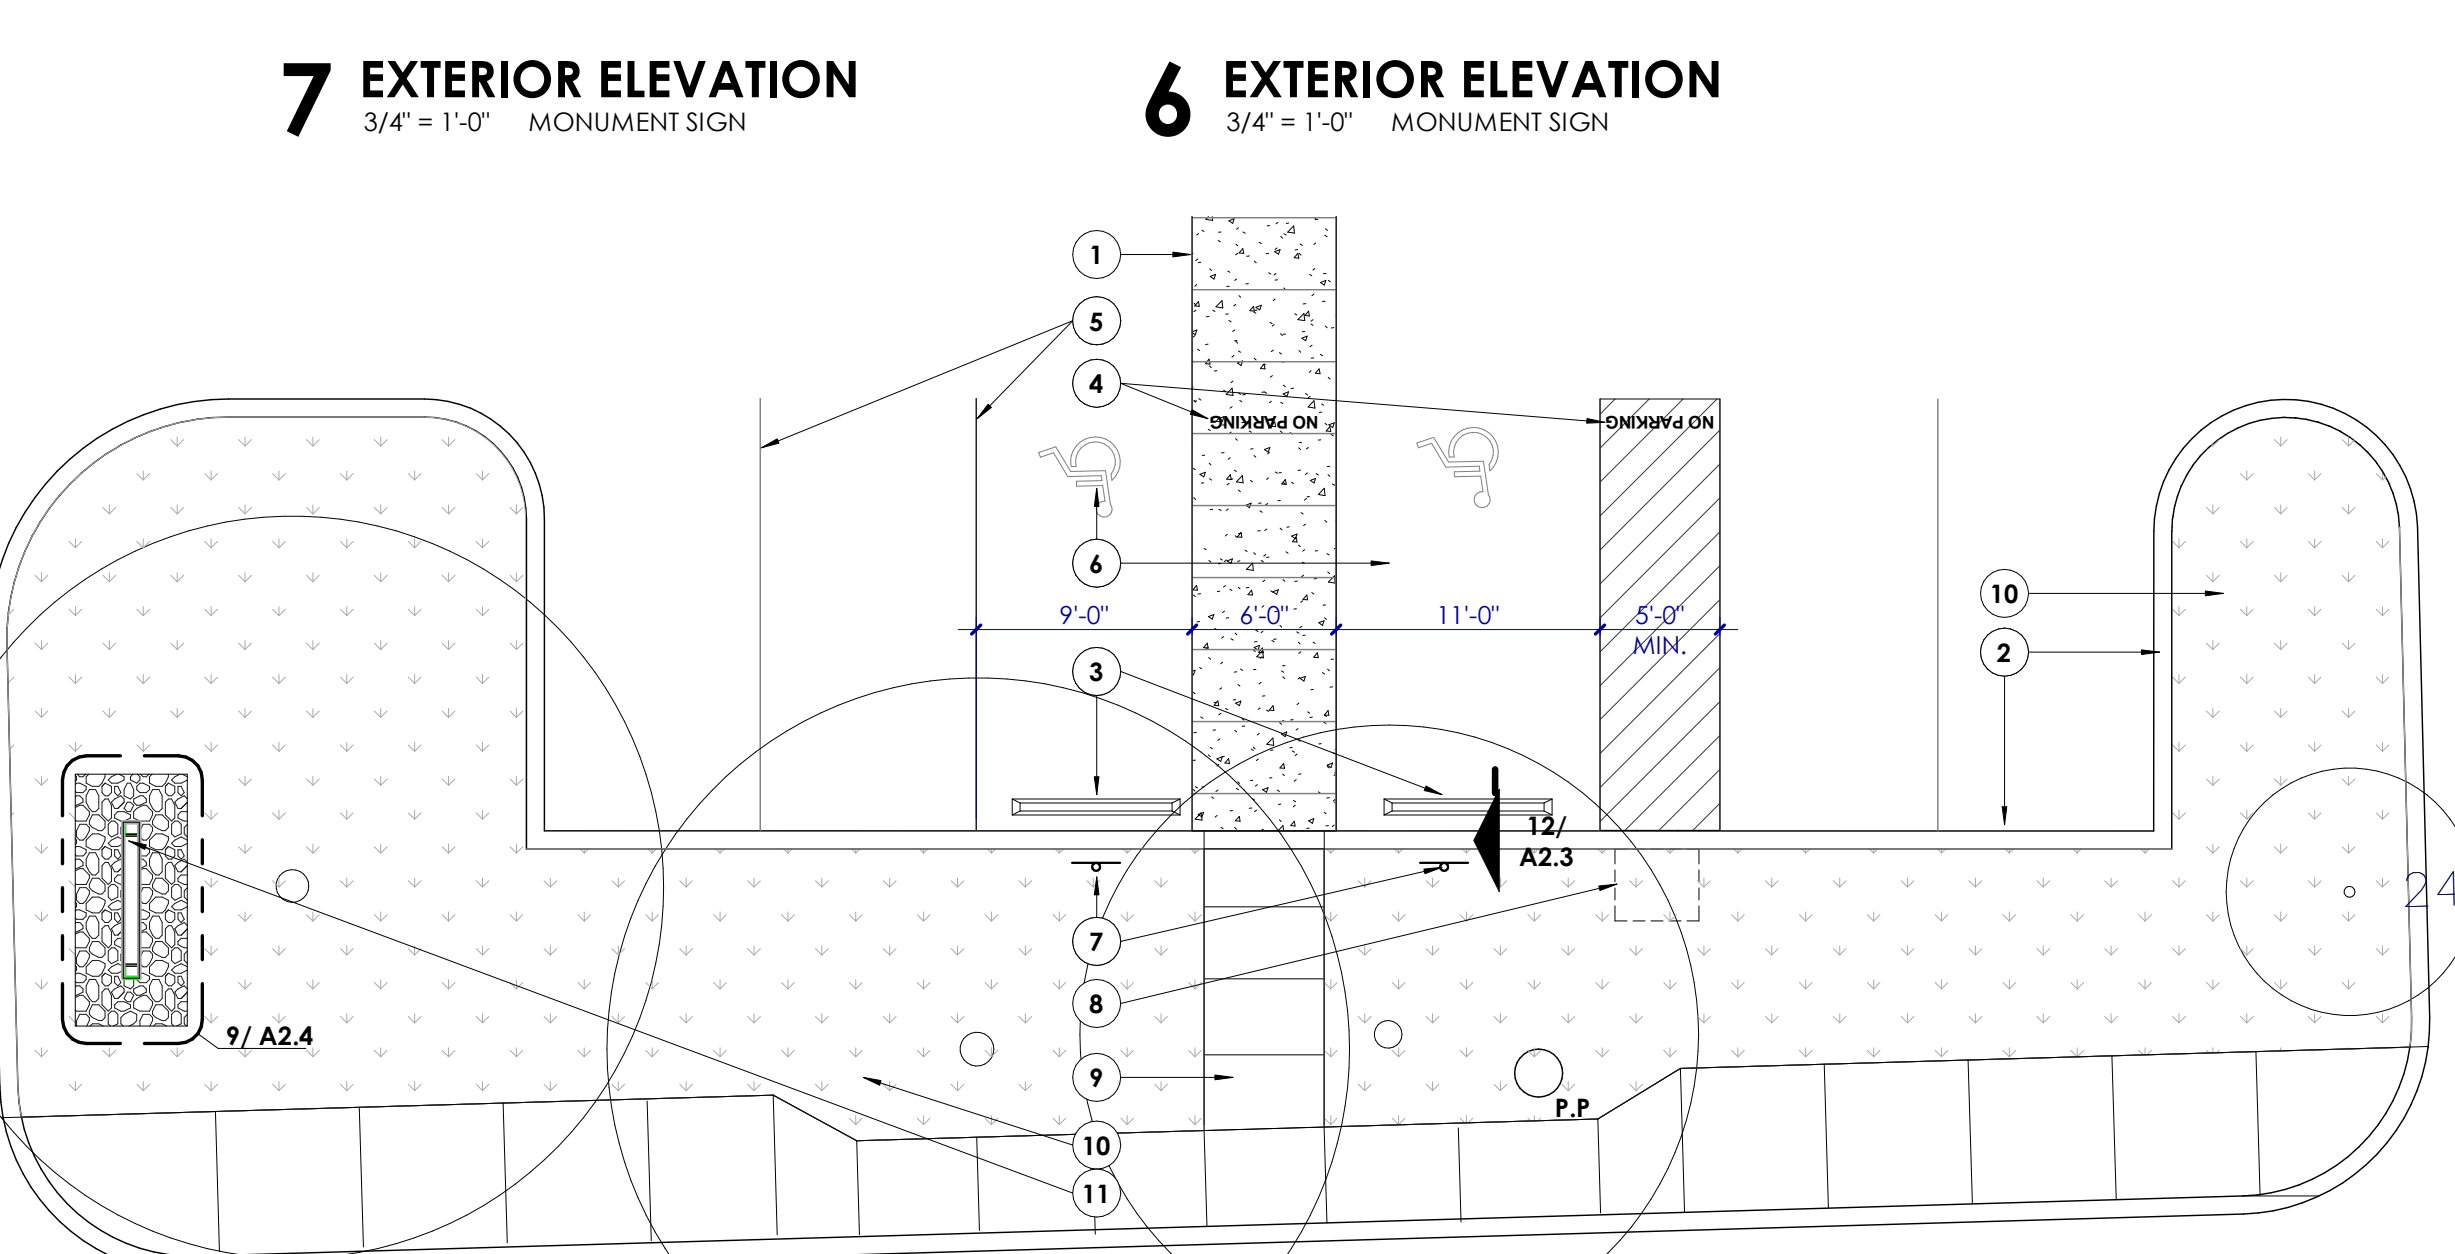 7 EXTERIOR ELEVATION
3/4" = 1'-0" MONUMENT SIGN
6 EXTERIOR ELEVATION
3/4" = 1'-0" MONUMENT SIGN
1
5
4
NO PARKING
NO PARKING
6
10
9'-0"
6'-0"
11'-0"
5'-0"
MIN.
2
3
12/
A2.3
24
7
8
9/ A2.4
9
P.P
10
11